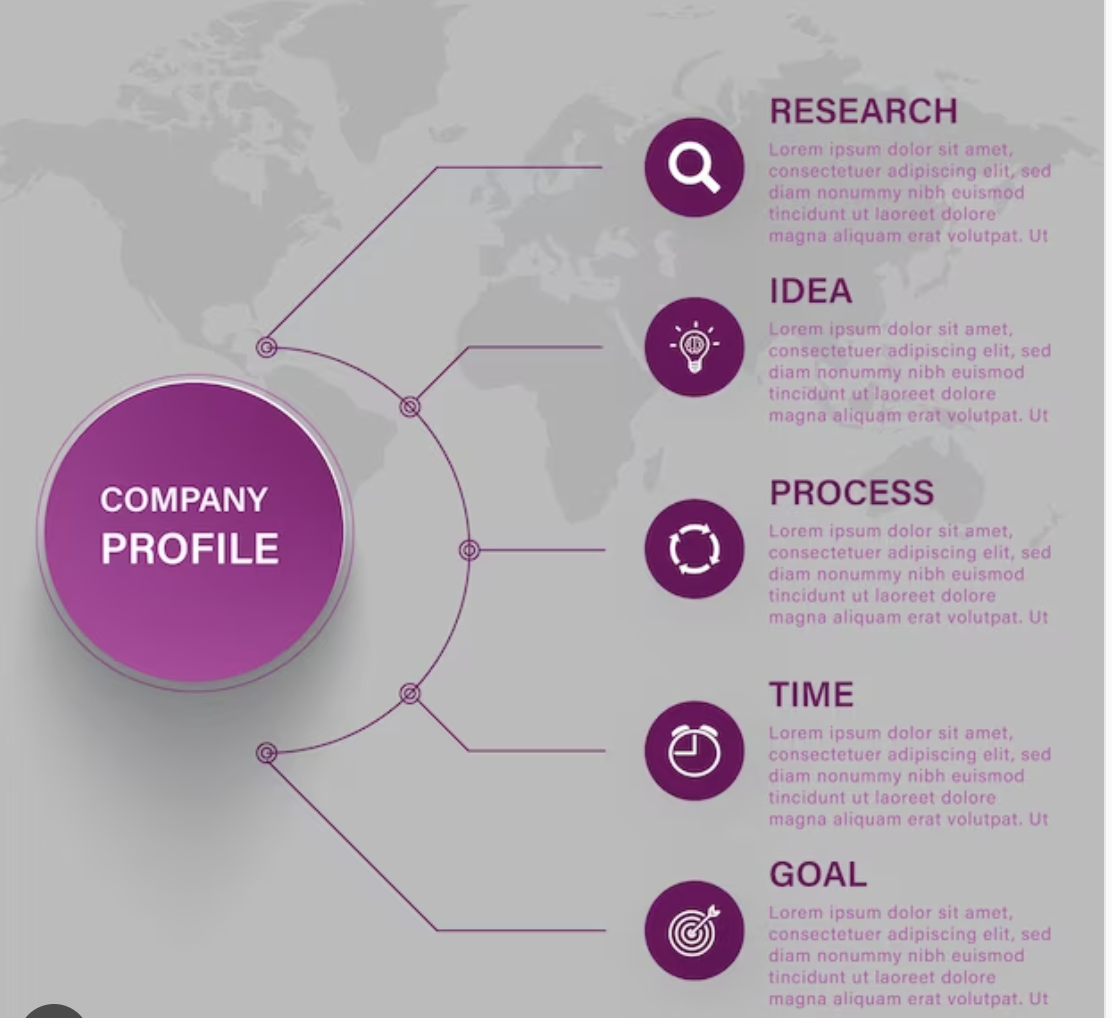 COMPANY
PROFILE
RESEARCH
Lorem ipsum dolor sit amet,
consectetuer adipiscing elit, sed
diam nonummy nibh euismod
tincidunt ut laoreet dolore
magna aliquam erat volutpat. Ut
IDEA
Lorem ipsum dolor sit amet,
consectetuer adipiscing elit, sed
diam nonummy nibh euismod
tincidunt ut laoreet dolore
magna aliquam erat volutpat. Ut
PROCESS
Lorem ipsum dolor sit amet,
consectetuer adipiscing elit, sed
diam nonummy nibh euismod
tincidunt ut laoreet dolore
magna aliquam erat volutpat. Ut
TIME
Lorem ipsum dolor sit amet,
consectetuer adipiscing elit, sed
diam nonummy nibh euismod
tincidunt ut laoreet dolore
magna aliquam erat volutpat. Ut
GOAL
Lorem ipsum dolor sit amet,
consectetuer adipiscing elit, sed
diam nonummy nibh euismod
tincidunt ut laoreet dolore
magna aliquam erat volutpat. Ut